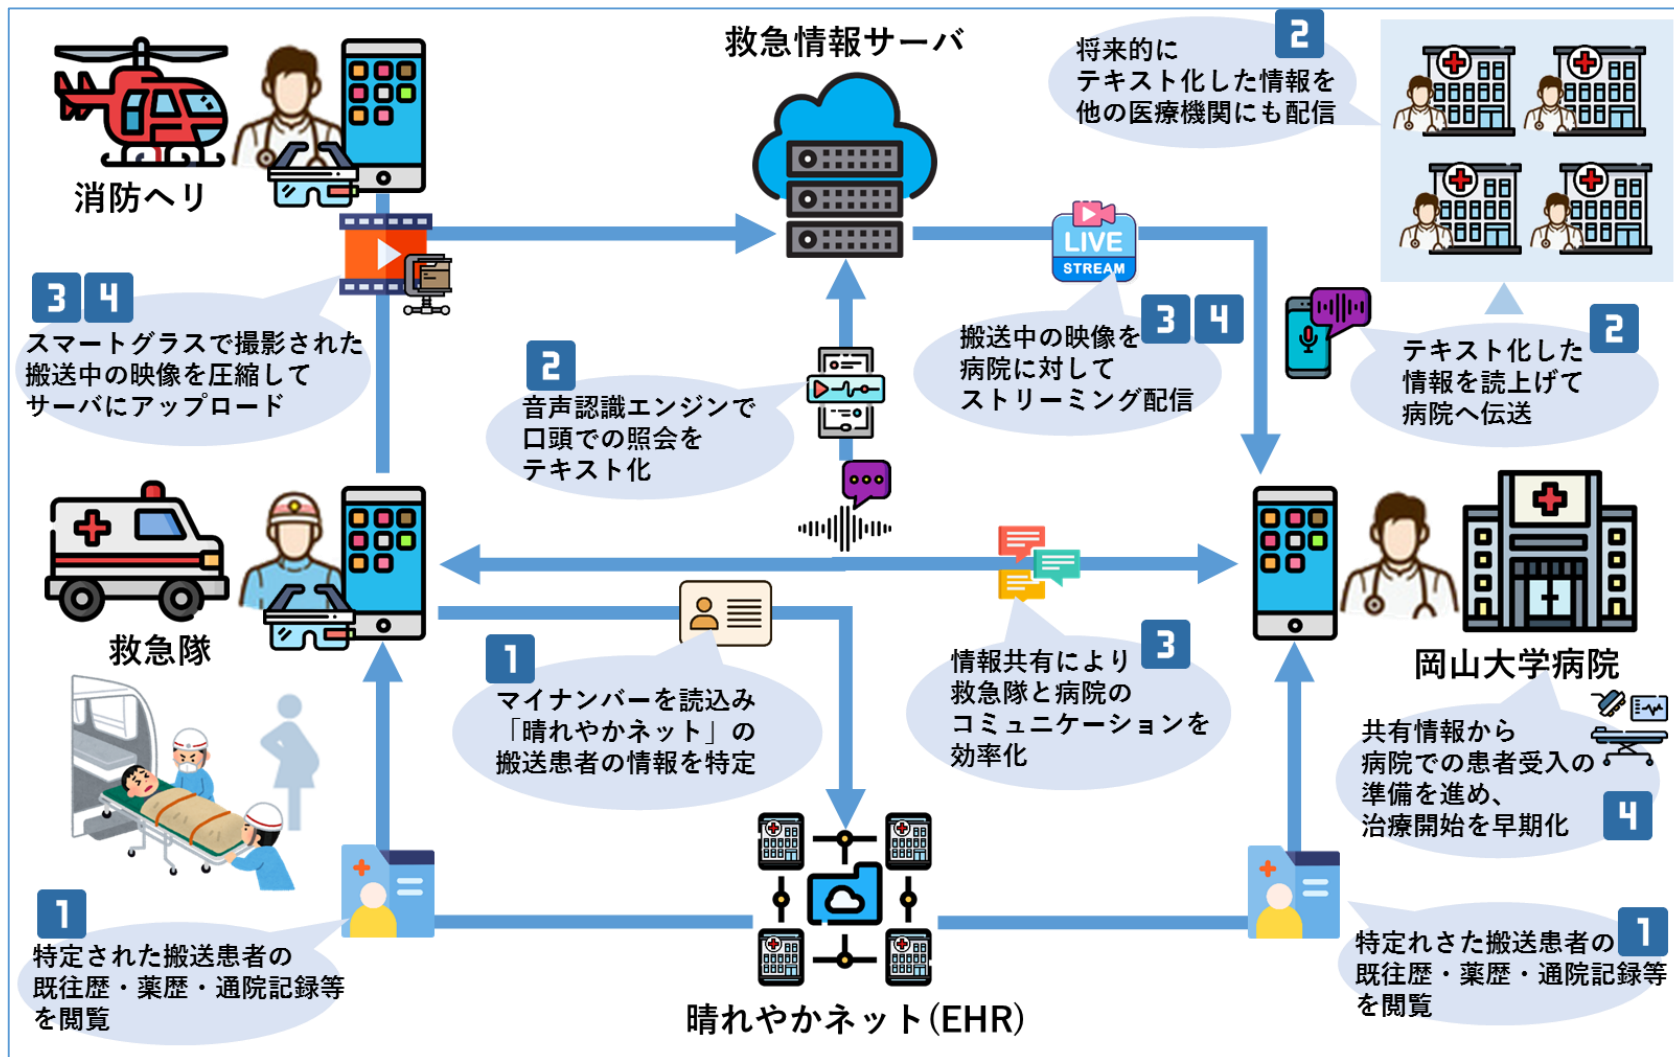 救急情報サーバ
2
将来的に
テキスト化した情報を
他の医療機関にも配信
消防ヘリ
3 4
スマートグラスで撮影された
搬送中の映像を圧縮して
サーバにアップロード
2
音声認識エンジンで
口頭での照会を
テキスト化
LIVE
STREAM
3 4
搬送中の映像を
病院に対して
ストリーミング配信
2
テキスト化した
情報を読上げて
病院へ伝送
救急隊
1
マイナンバーを読込み
「晴れやかネット」の
搬送患者の情報を特定
3
情報共有により
救急隊と病院の
コミュニケーションを
効率化
岡山大学病院
共有情報から
病院での患者受入の
準備を進め、
治療開始を早期化
4
1
特定された搬送患者の
既往歴・薬歴・通院記録等
を閲覧
晴れやかネット(EHR)
1
特定れさた搬送患者の
既往歴・薬歴・通院記録等
を閲覧